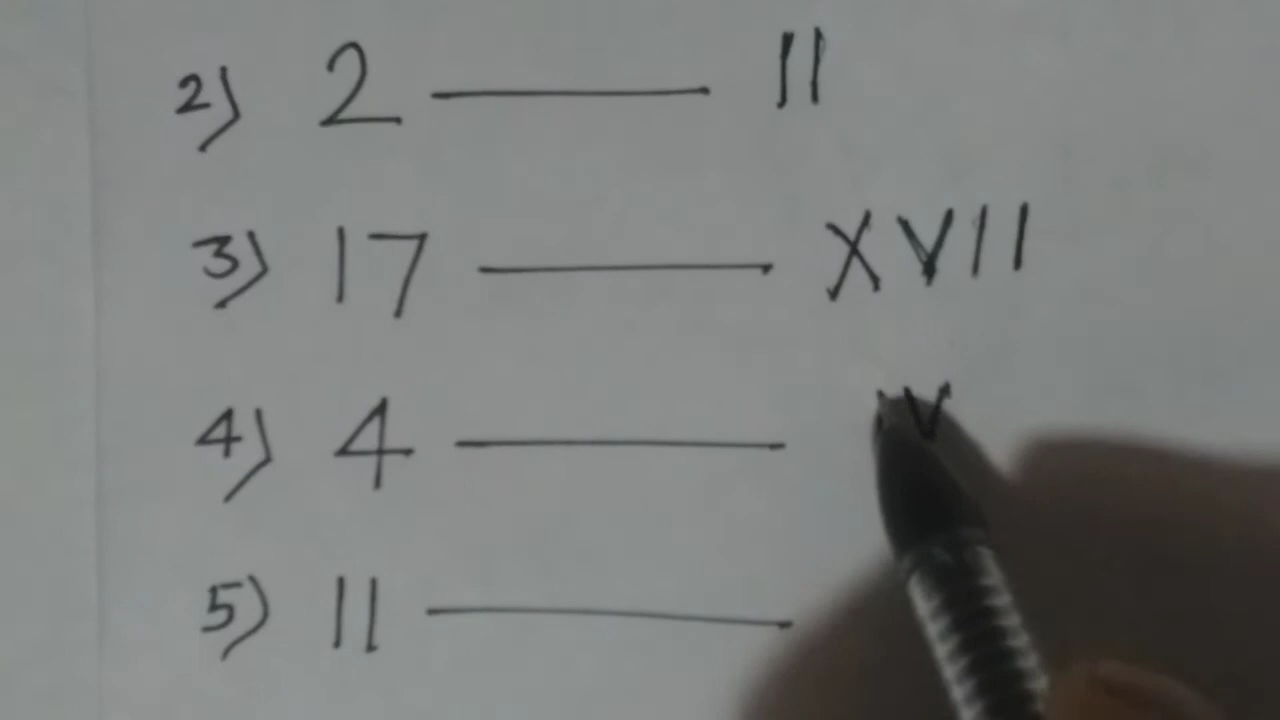 2) 2 — II
3) 17 — XVII
4) 4 — V
5) 11 —